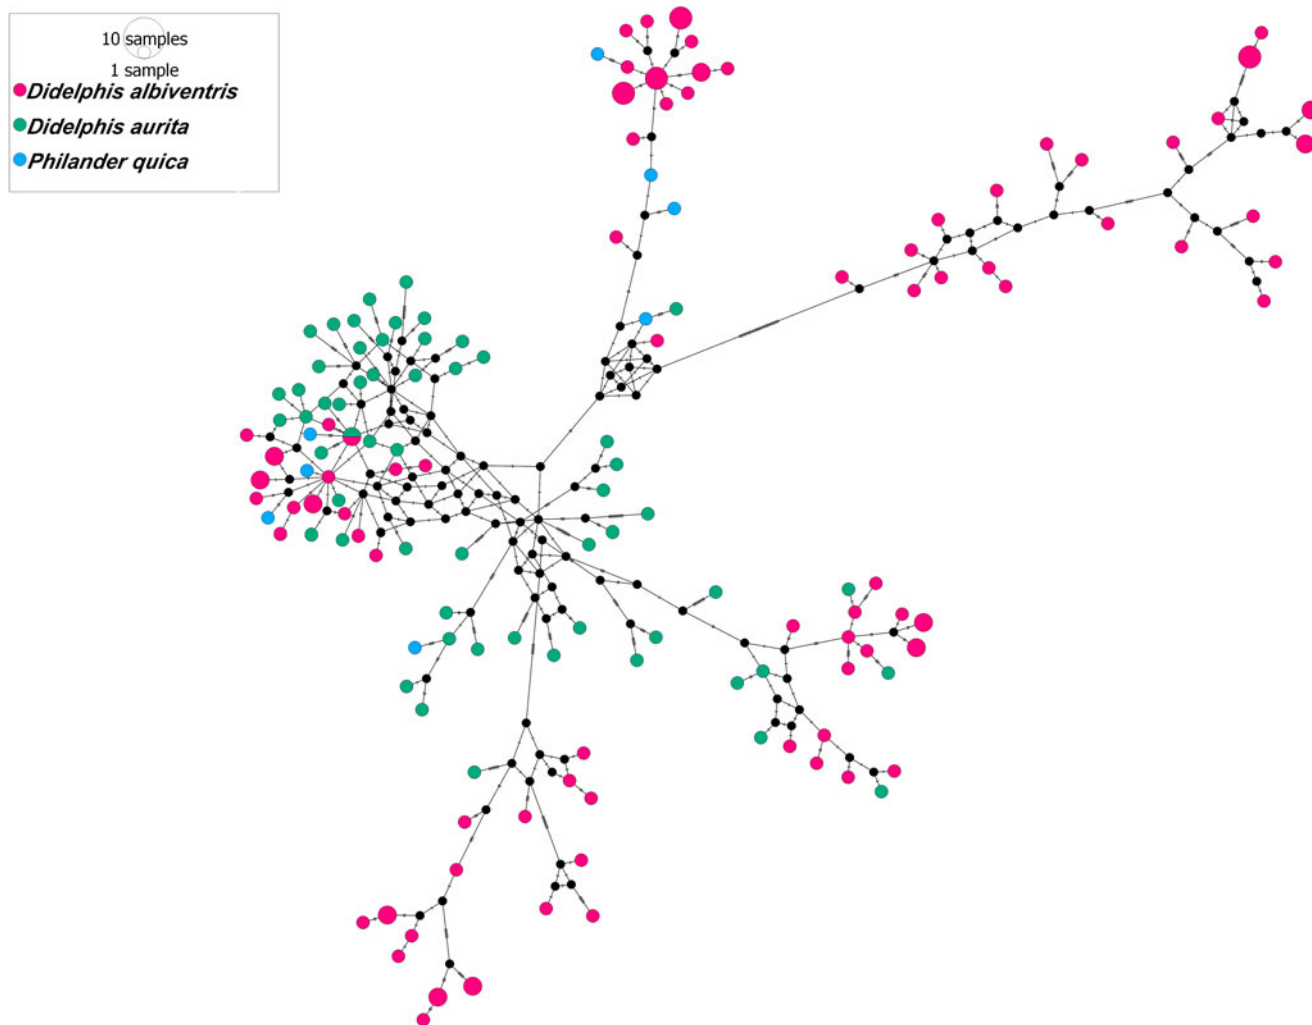 10 samples
1 sample
Didelphis albiventris
Didelphis aurita
Philander quica